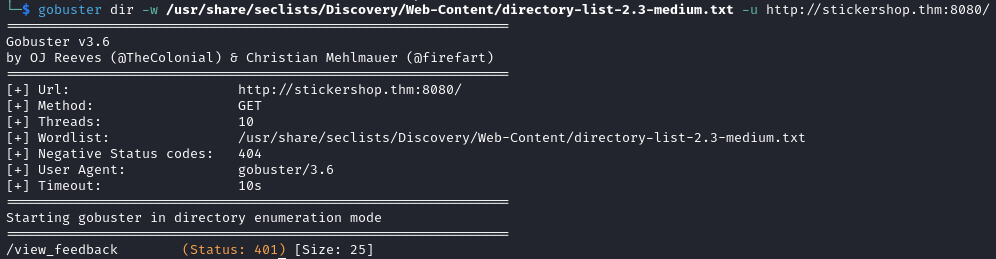 └─$ gobuster dir -w /usr/share/seclists/Discovery/Web-Content/directory-list-2.3-medium.txt -u http://stickershop.thm:8080/
===============================================================
Gobuster v3.6
by OJ Reeves (@TheColonial) & Christian Mehlmauer (@firefart)
===============================================================
[+] Url:                     http://stickershop.thm:8080/
[+] Method:                  GET
[+] Threads:                 10
[+] Wordlist:                /usr/share/seclists/Discovery/Web-Content/directory-list-2.3-medium.txt
[+] Negative Status codes:   404
[+] User Agent:              gobuster/3.6
[+] Timeout:                 10s
===============================================================
Starting gobuster in directory enumeration mode
===============================================================
/view_feedback        (Status: 401) [Size: 25]